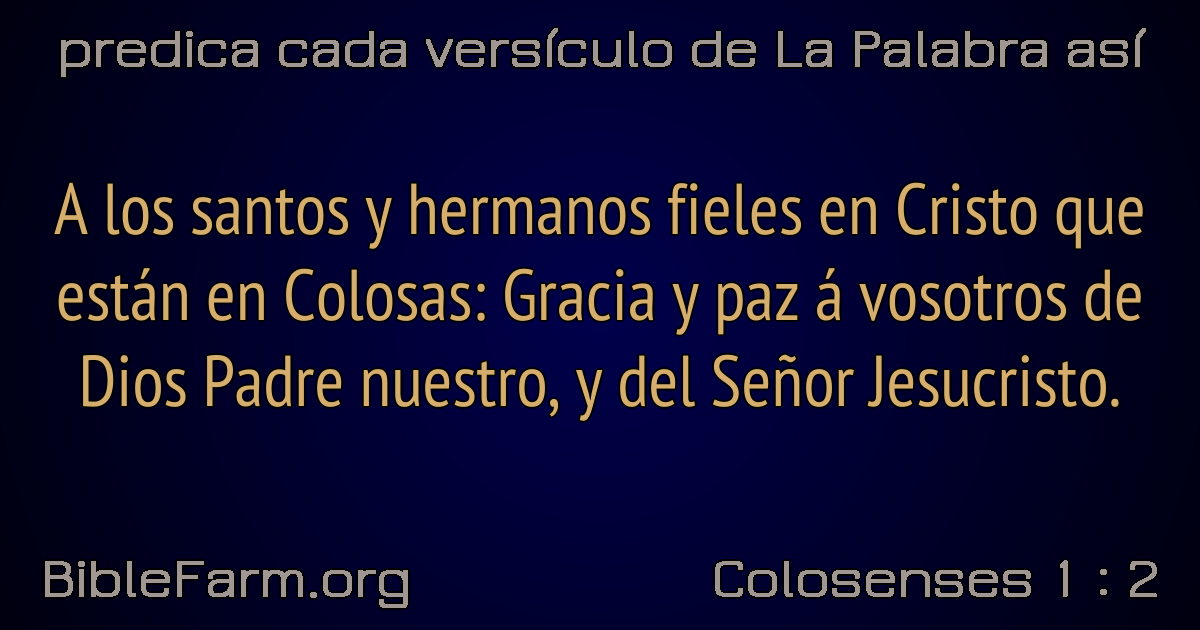 predica cada versículo de La Palabra así
A los santos y hermanos fieles en Cristo que
están en Colosas: Gracia y paz á vosotros de
Dios Padre nuestro, y del Señor Jesucristo.
BibleFarm.org
Colosenses 1 : 2